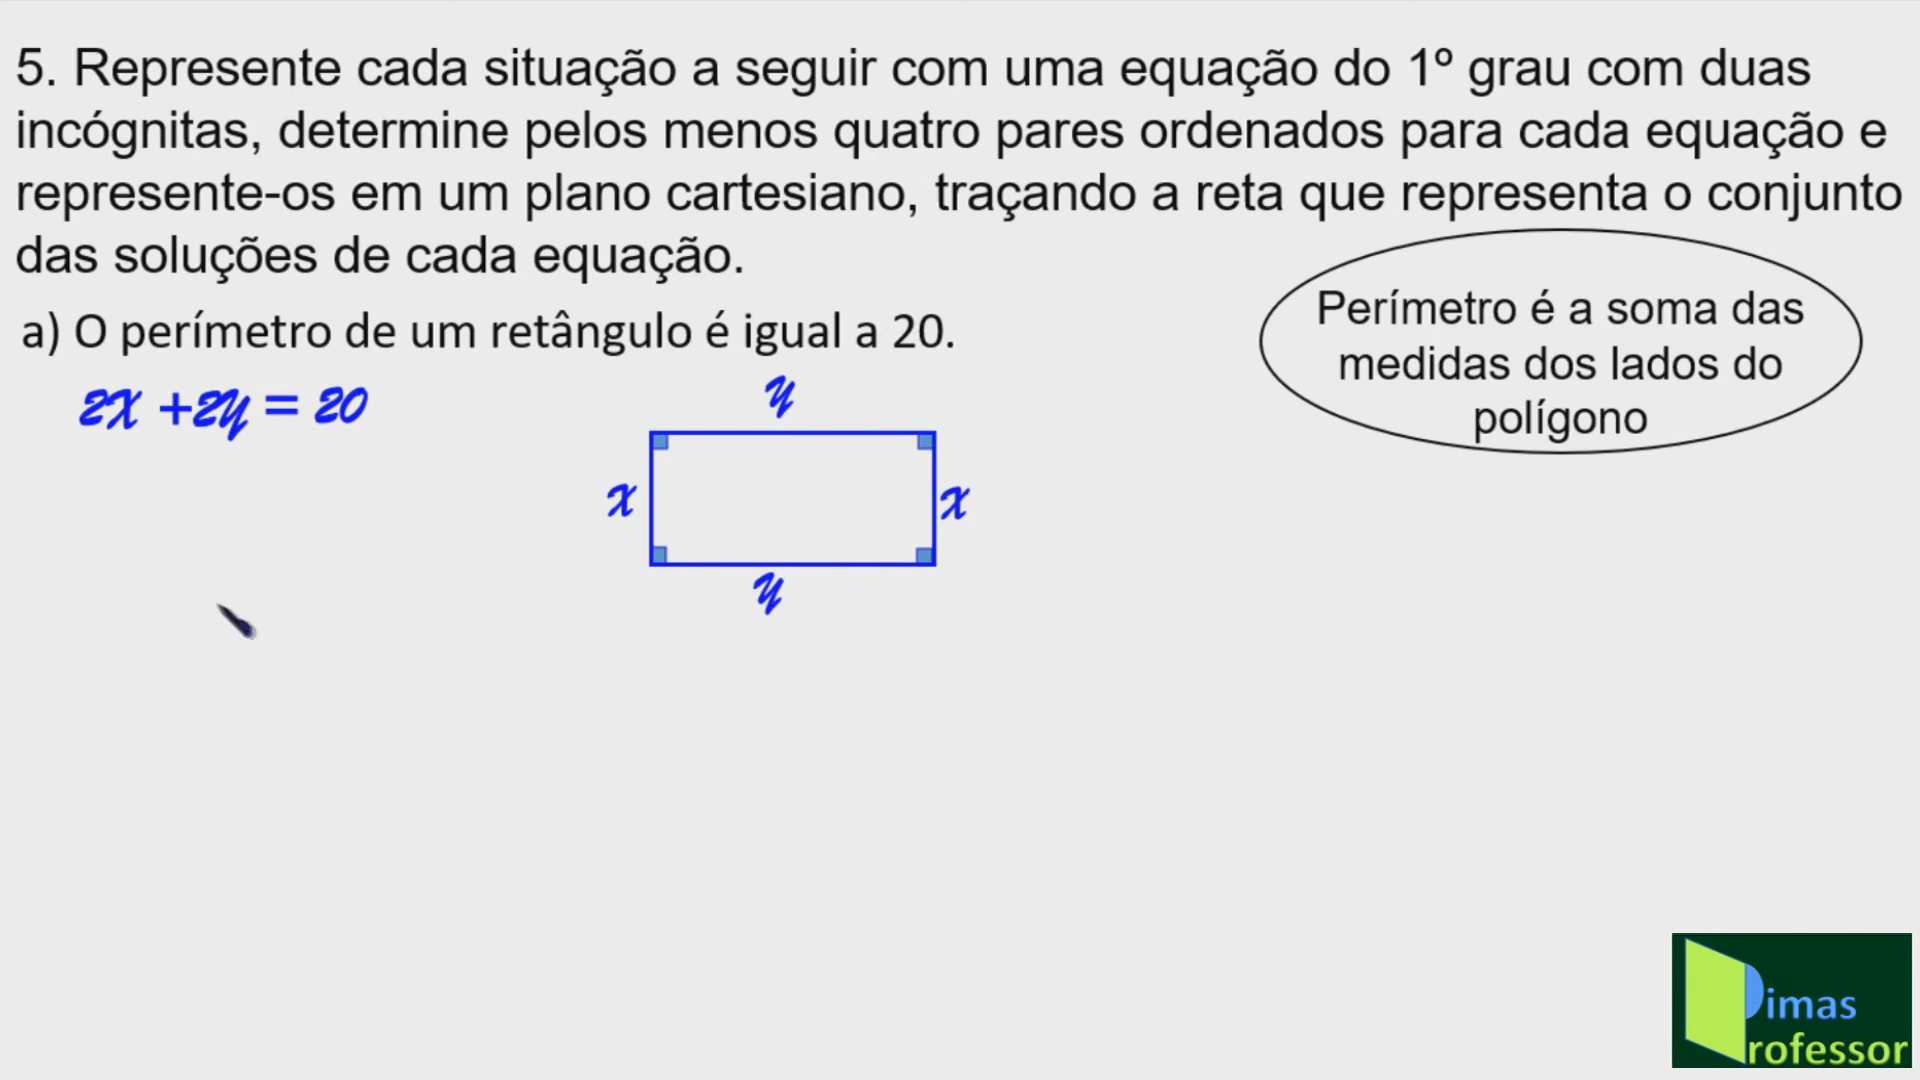 5. Represente cada situação a seguir com uma equação do 1º grau com duas
incógnitas, determine pelos menos quatro pares ordenados para cada equação e
represente-os em um plano cartesiano, traçando a reta que representa o conjunto
das soluções de cada equação.
Perímetro é a soma das
medidas dos lados do
polígono
a) O perímetro de um retângulo é igual a 20.
2x +2y = 20
y
x
x
y
Dimas
Professor